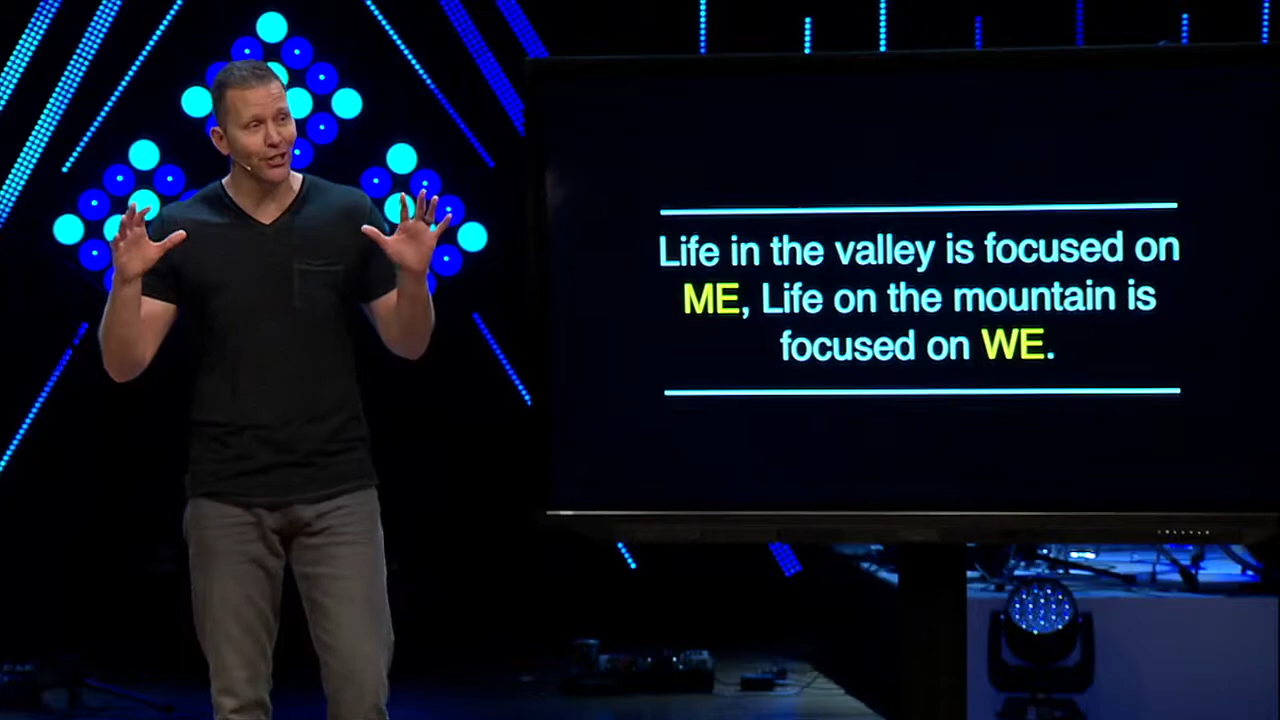 Life in the valley is focused on
ME, Life on the mountain is
focused on WE.